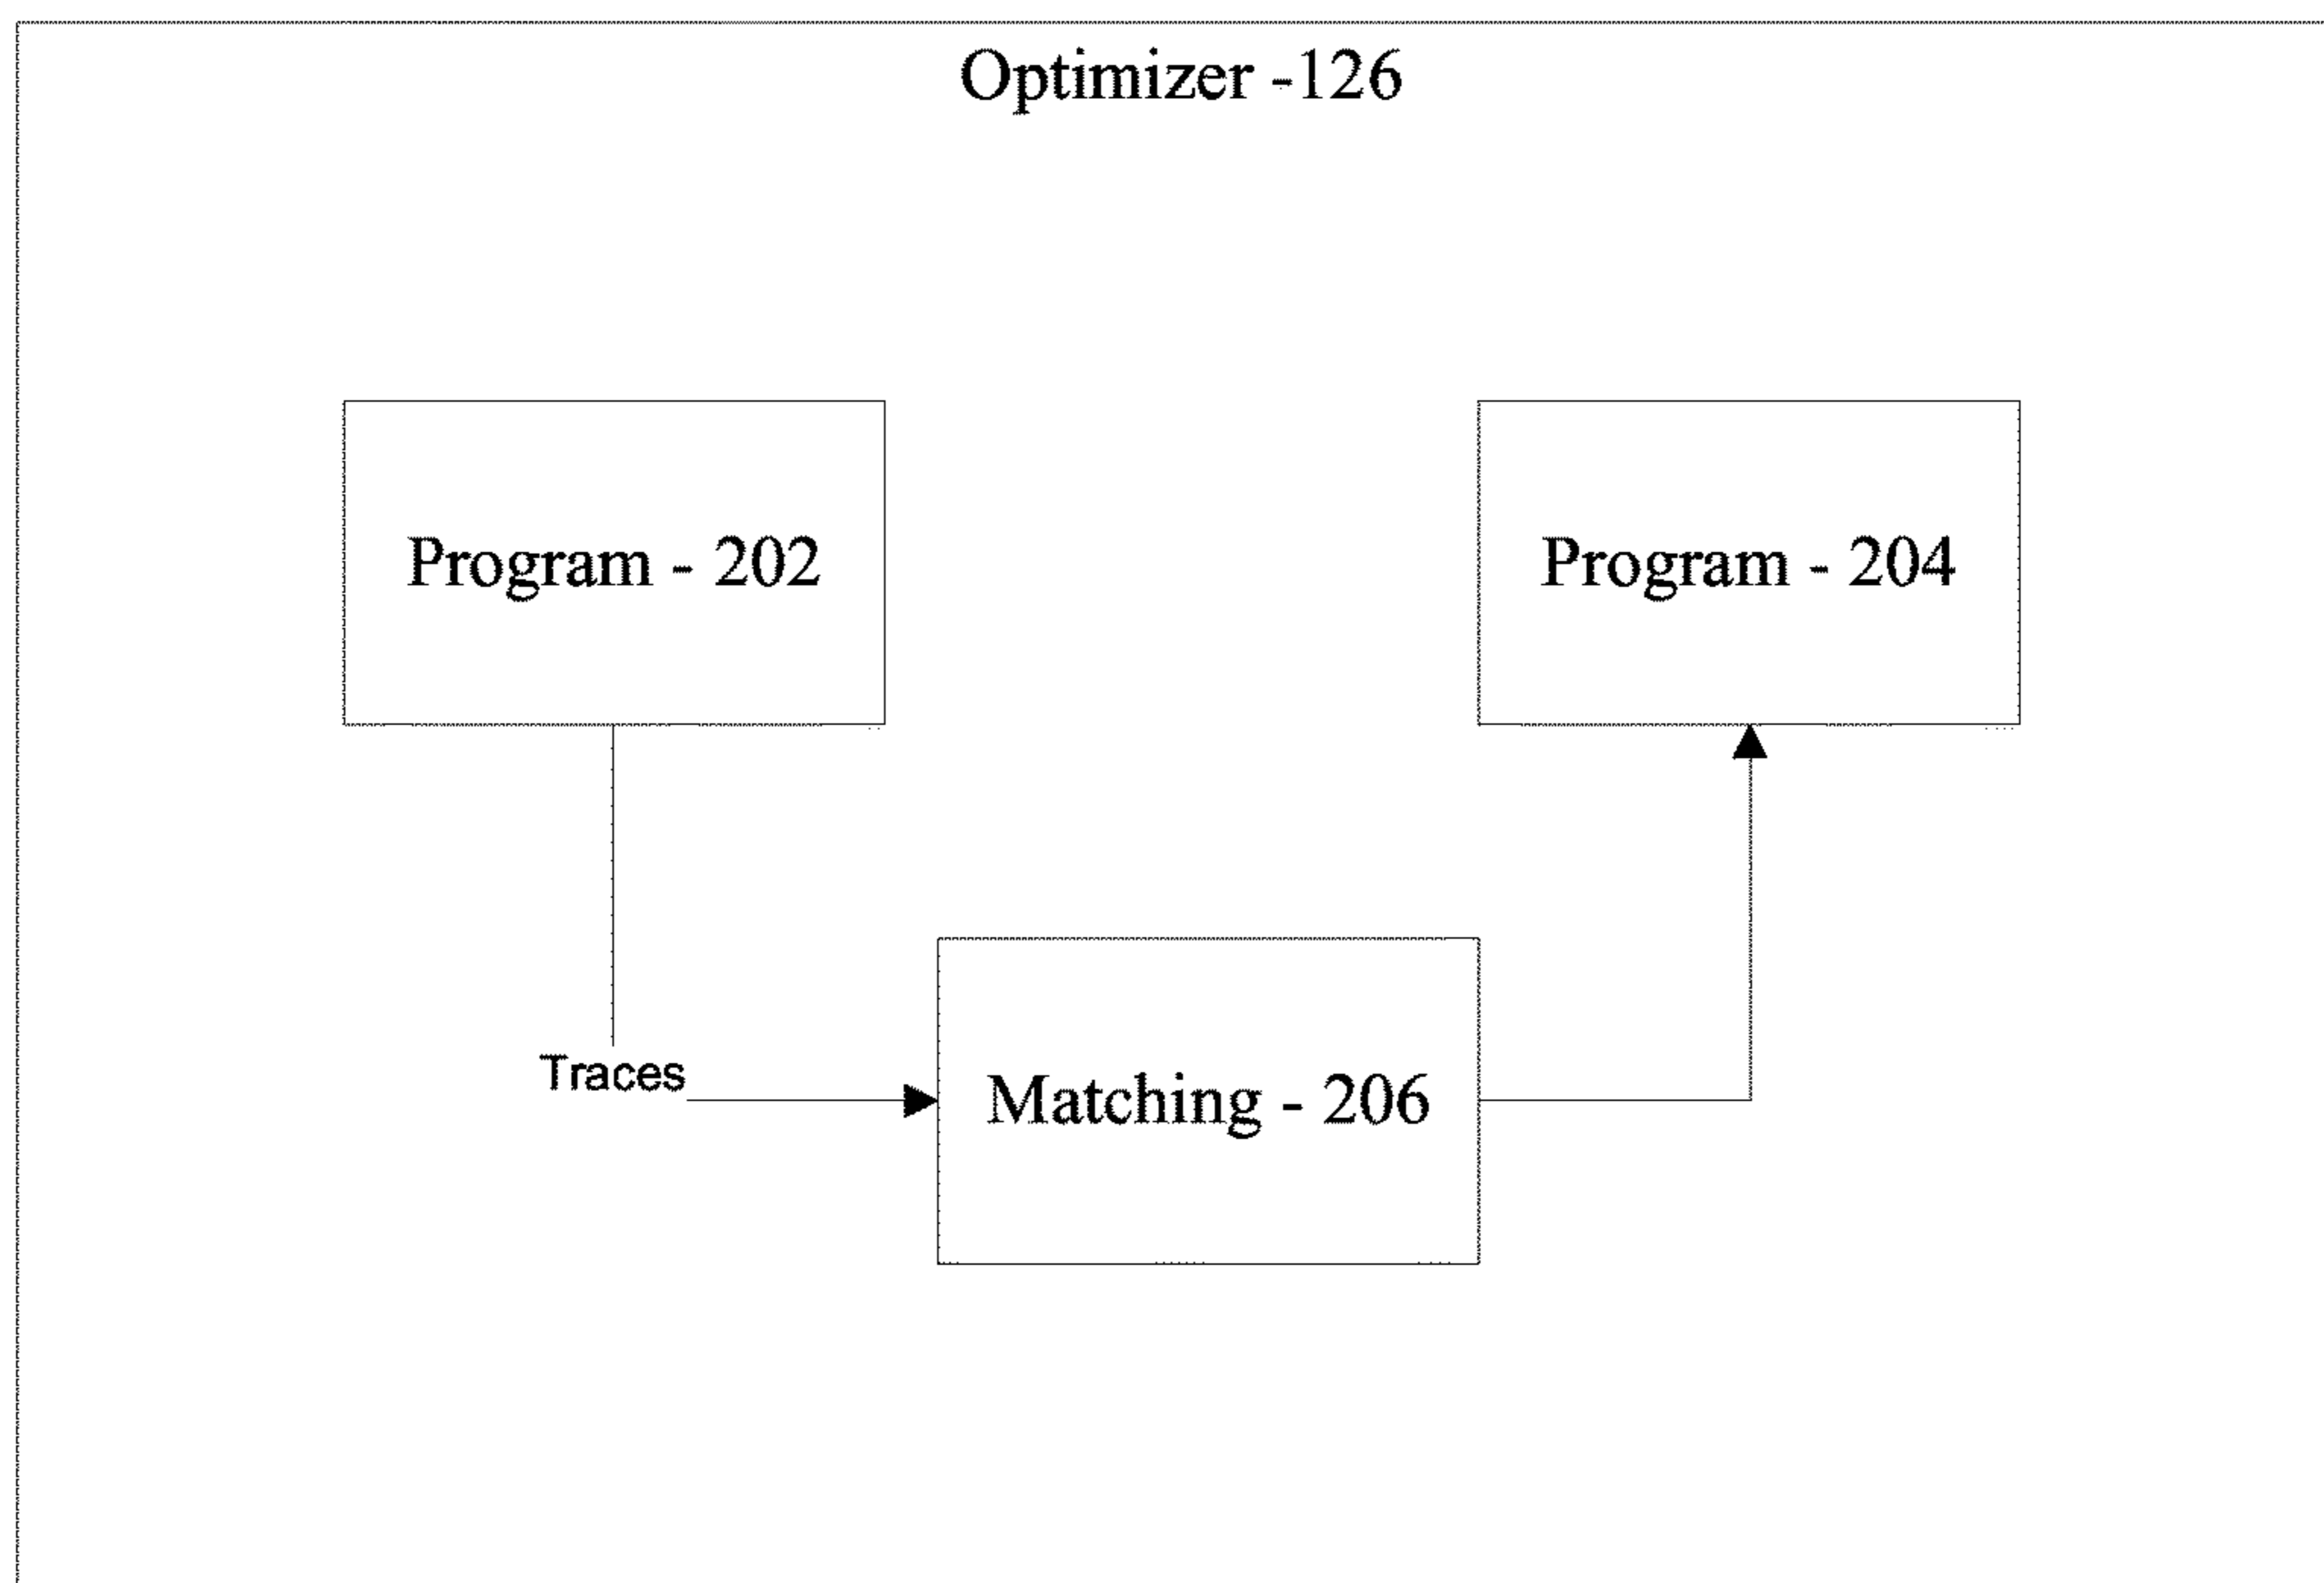 Optimizer -126
Program - 202
Program - 204
Traces
Matching - 206